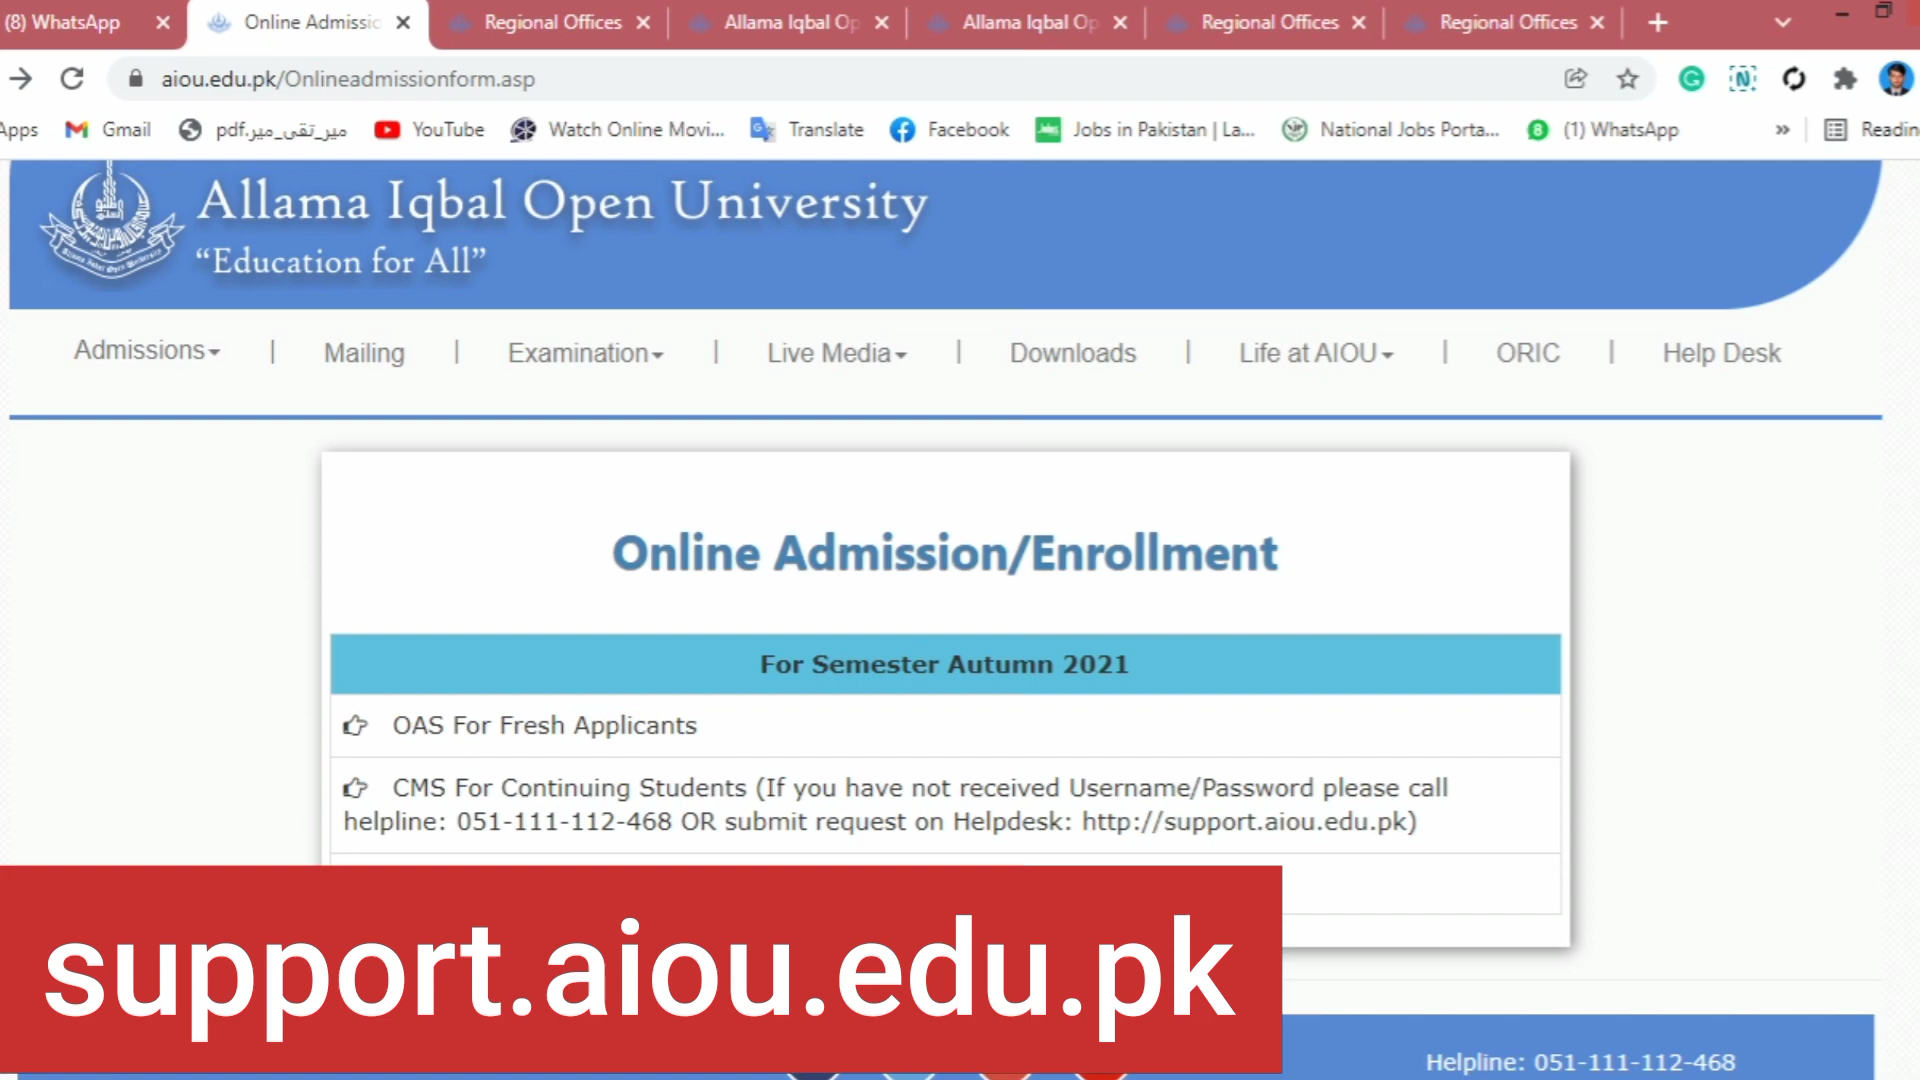 (8) WhatsApp
Online Admissic
Regional Offices
Allama Iqbal Op
Allama Iqbal Op
Regional Offices
Regional Offices
aiou.edu.pk/Onlineadmissionform.asp
Apps
Gmail
میر_تقی_میر.pdf
YouTube
Watch Online Movi...
Translate
Facebook
Jobs in Pakistan | La...
National Jobs Porta...
(1) WhatsApp
»
Readin
Allama Iqbal Open University
“Education for All”
Admissions | Mailing | Examination | Live Media | Downloads | Life at AIOU | ORIC | Help Desk
Online Admission/Enrollment
For Semester Autumn 2021
OAS For Fresh Applicants
CMS For Continuing Students (If you have not received Username/Password please call
helpline: 051-111-112-468 OR submit request on Helpdesk: http://support.aiou.edu.pk)
support.aiou.edu.pk
Helpline: 051-111-112-468